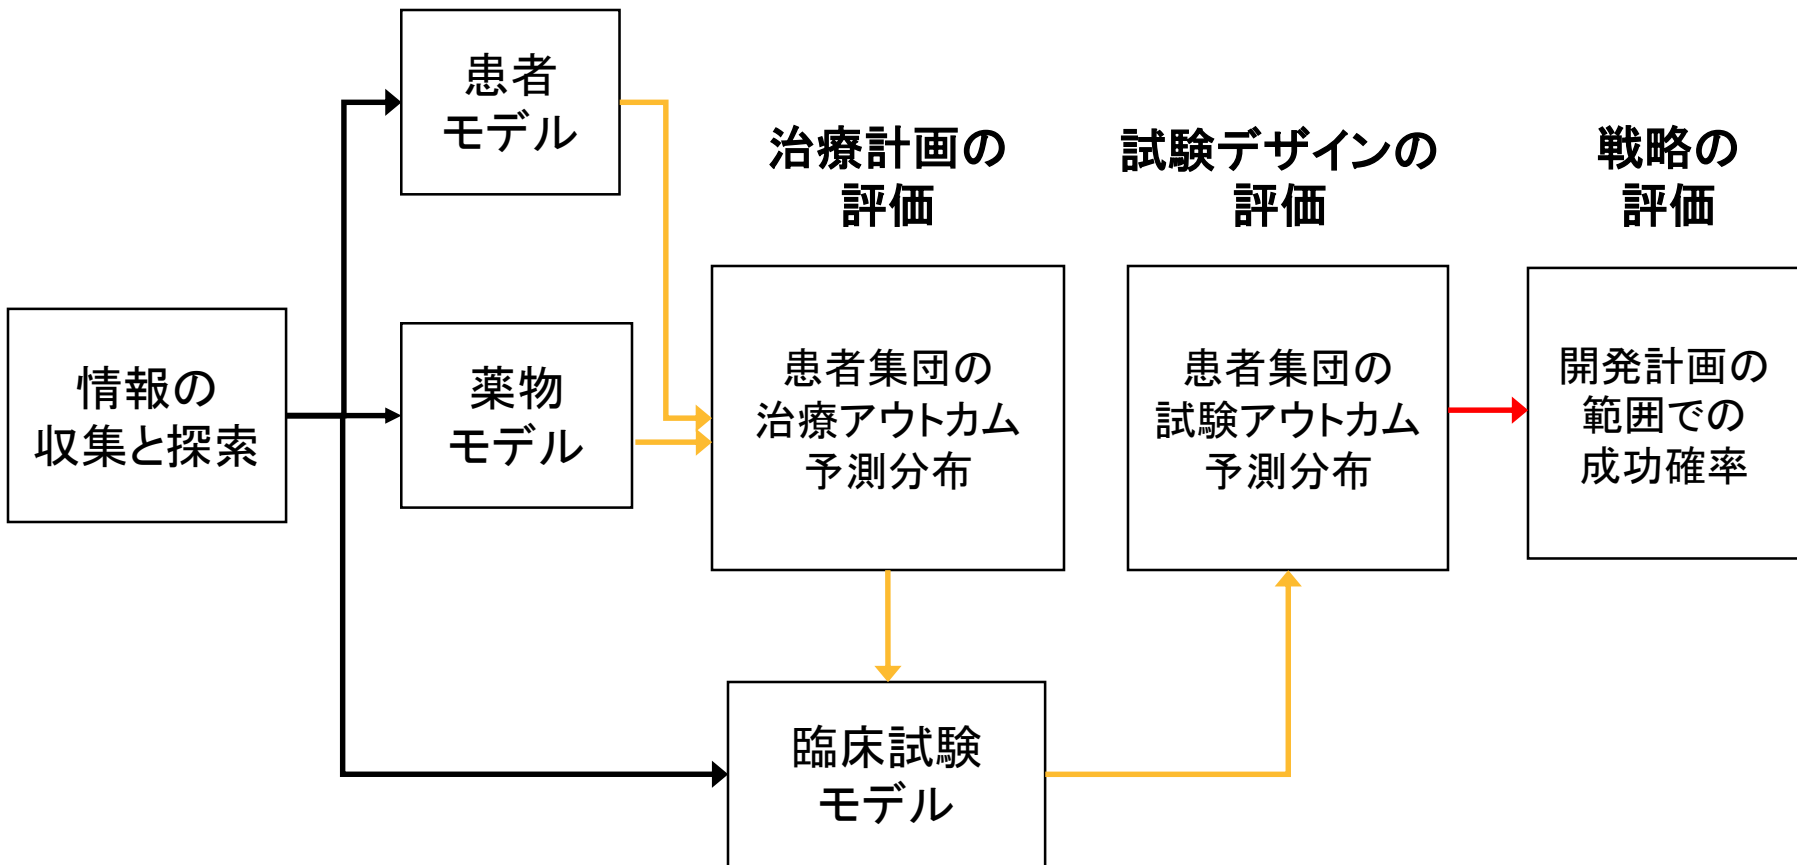 患者
モデル
治療計画の
評価
試験デザインの
評価
戦略の
評価
情報の
収集と探索
薬物
モデル
患者集団の
治療アウトカム
予測分布
患者集団の
試験アウトカム
予測分布
開発計画の
範囲での
成功確率
臨床試験
モデル